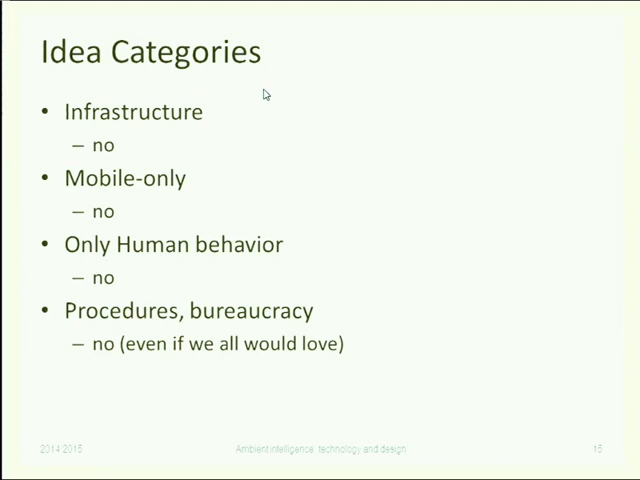 Idea Categories
• Infrastructure
– no
• Mobile-only
– no
• Only Human behavior
– no
• Procedures, bureaucracy
– no (even if we all would love)
2014/2015 Ambient intelligence: technology and design 15